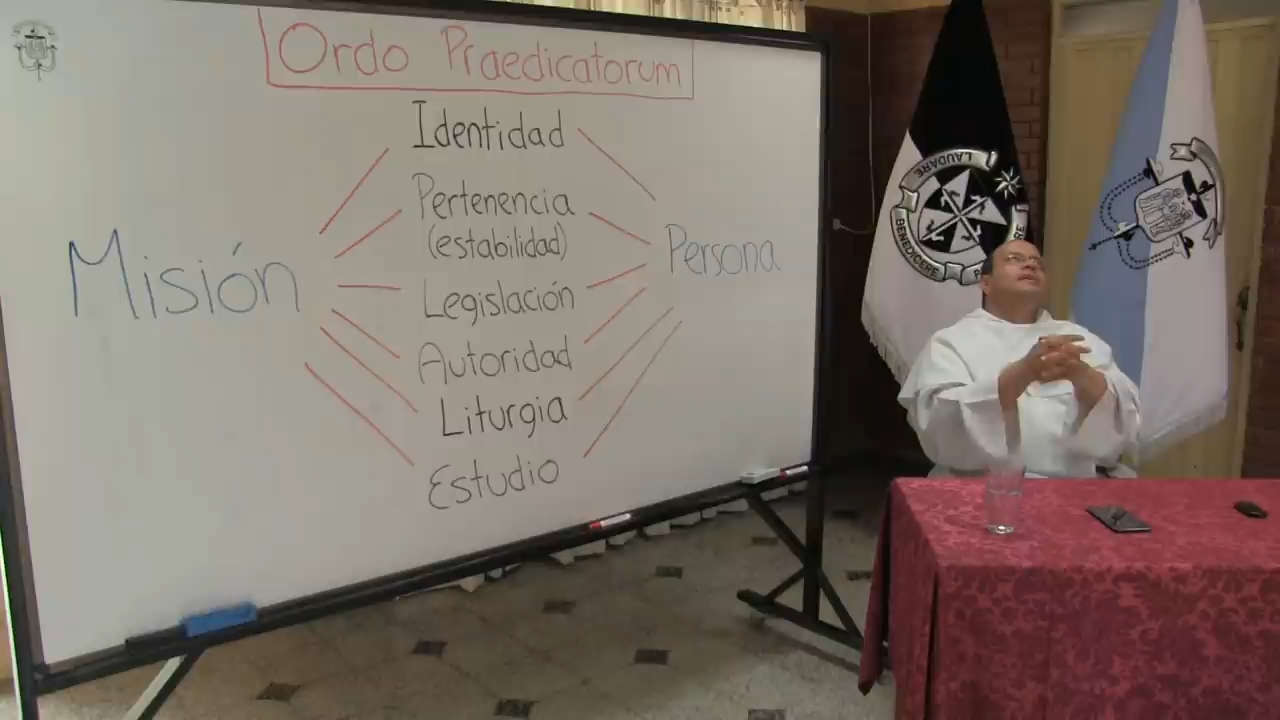 Ordo Praedicatorum
Identidad
Pertenencia
(estabilidad)
Misión
Persona
Legislación
Autoridad
Liturgia
Estudio
LAUDARE
BENEDICERE